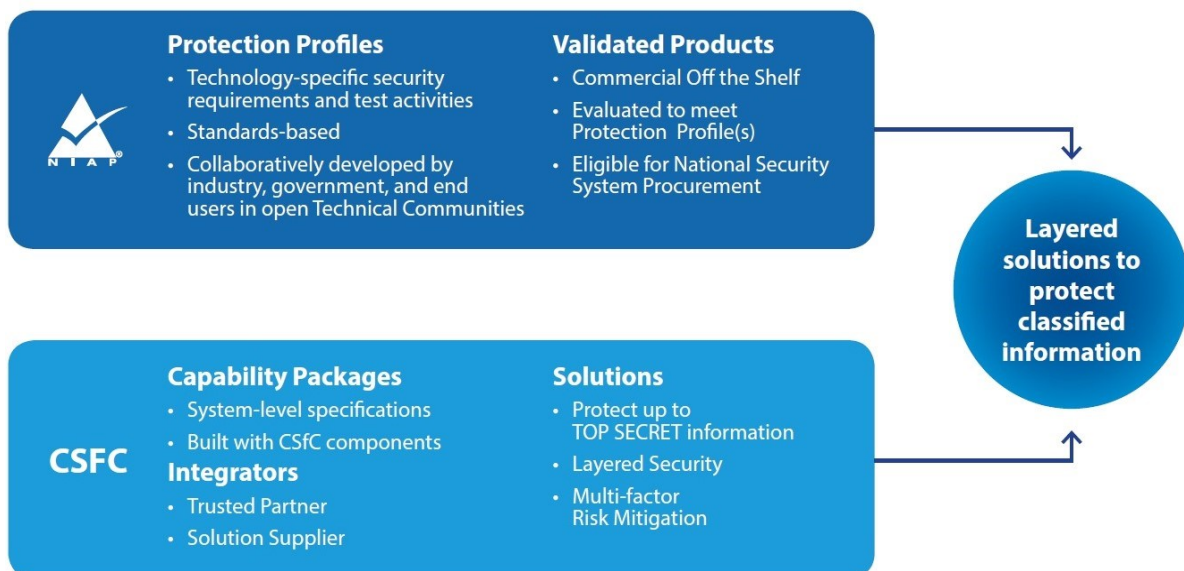 NIAP®
Protection Profiles
• Technology-specific security
requirements and test activities
• Standards-based
• Collaboratively developed by
industry, government, and end
users in open Technical Communities
Validated Products
• Commercial Off the Shelf
• Evaluated to meet
Protection Profile(s)
• Eligible for National Security
System Procurement
CSFC
Capability Packages
• System-level specifications
• Built with CSfC components
Integrators
• Trusted Partner
• Solution Supplier
Solutions
• Protect up to
TOP SECRET information
• Layered Security
• Multi-factor
Risk Mitigation
Layered
solutions to
protect
classified
information